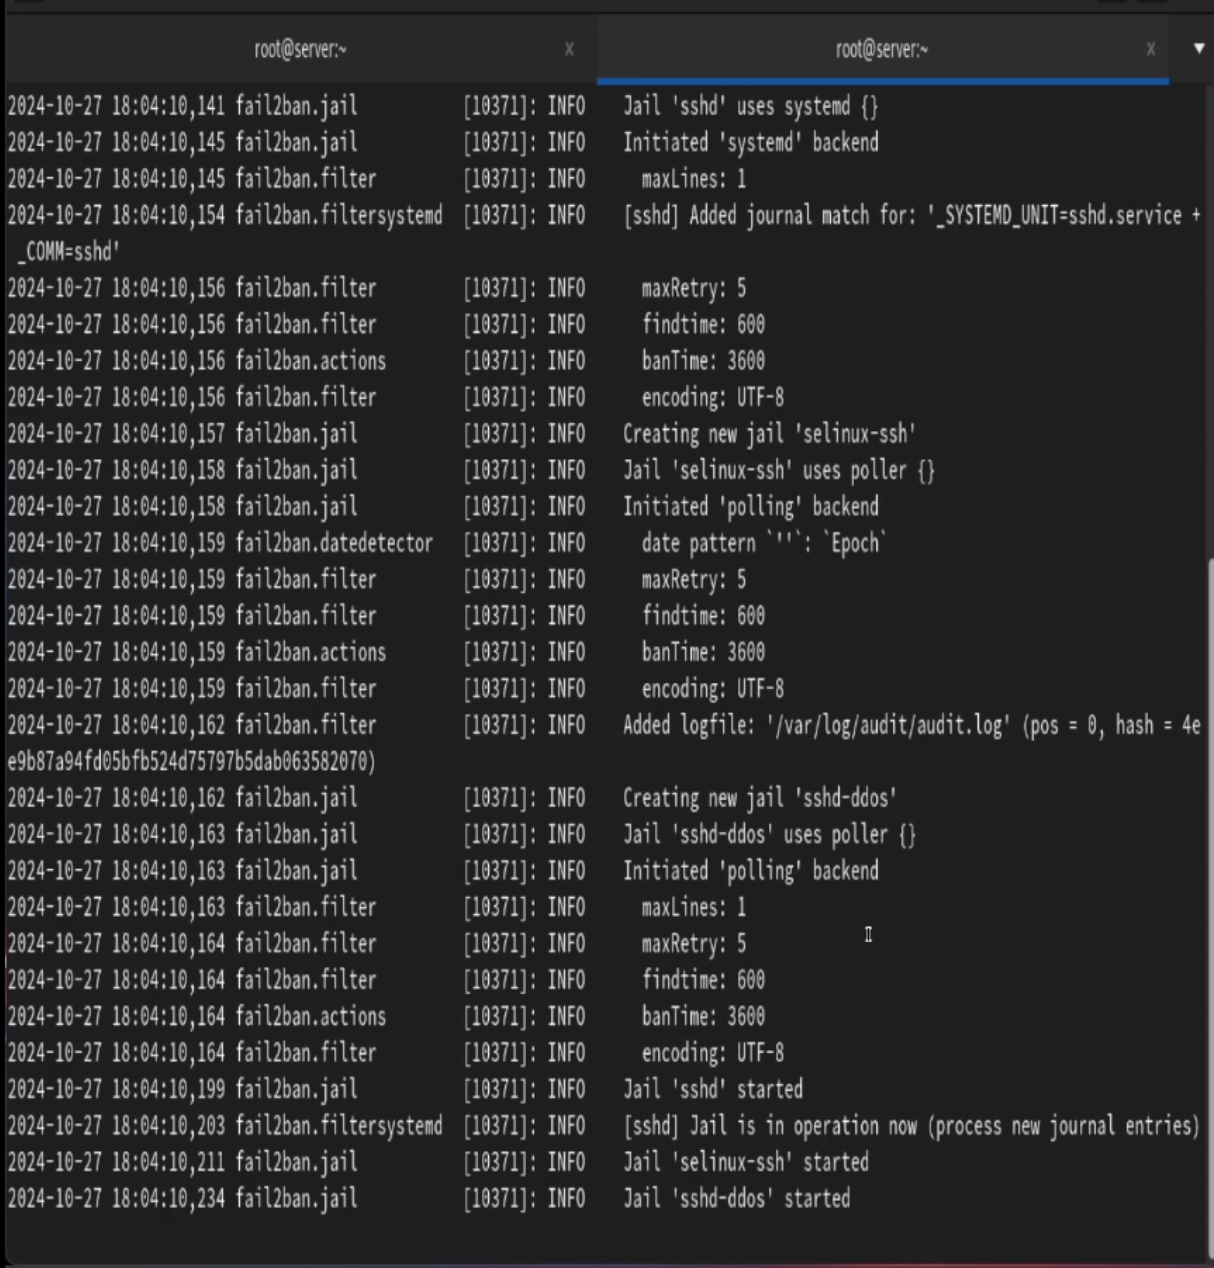 root@server:~ x root@server:~ x ▼
2024-10-27 18:04:10,141 fail2ban.jail [10371]: INFO Jail 'sshd' uses systemd {}
2024-10-27 18:04:10,145 fail2ban.jail [10371]: INFO Initiated 'systemd' backend
2024-10-27 18:04:10,145 fail2ban.filter [10371]: INFO maxLines: 1
2024-10-27 18:04:10,154 fail2ban.filtersystemd [10371]: INFO [sshd] Added journal match for: '_SYSTEMD_UNIT=sshd.service +
_COMM=sshd'
2024-10-27 18:04:10,156 fail2ban.filter [10371]: INFO maxRetry: 5
2024-10-27 18:04:10,156 fail2ban.filter [10371]: INFO findtime: 600
2024-10-27 18:04:10,156 fail2ban.actions [10371]: INFO banTime: 3600
2024-10-27 18:04:10,156 fail2ban.filter [10371]: INFO encoding: UTF-8
2024-10-27 18:04:10,157 fail2ban.jail [10371]: INFO Creating new jail 'selinux-ssh'
2024-10-27 18:04:10,158 fail2ban.jail [10371]: INFO Jail 'selinux-ssh' uses poller {}
2024-10-27 18:04:10,158 fail2ban.jail [10371]: INFO Initiated 'polling' backend
2024-10-27 18:04:10,159 fail2ban.datedetector [10371]: INFO date pattern `''`: `Epoch`
2024-10-27 18:04:10,159 fail2ban.filter [10371]: INFO maxRetry: 5
2024-10-27 18:04:10,159 fail2ban.filter [10371]: INFO findtime: 600
2024-10-27 18:04:10,159 fail2ban.actions [10371]: INFO banTime: 3600
2024-10-27 18:04:10,159 fail2ban.filter [10371]: INFO encoding: UTF-8
2024-10-27 18:04:10,162 fail2ban.filter [10371]: INFO Added logfile: '/var/log/audit/audit.log' (pos = 0, hash = 4e
e9b87a94fd05bfb524d75797b5dab063582070)
2024-10-27 18:04:10,162 fail2ban.jail [10371]: INFO Creating new jail 'sshd-ddos'
2024-10-27 18:04:10,163 fail2ban.jail [10371]: INFO Jail 'sshd-ddos' uses poller {}
2024-10-27 18:04:10,163 fail2ban.jail [10371]: INFO Initiated 'polling' backend
2024-10-27 18:04:10,163 fail2ban.filter [10371]: INFO maxLines: 1
2024-10-27 18:04:10,164 fail2ban.filter [10371]: INFO maxRetry: 5
2024-10-27 18:04:10,164 fail2ban.filter [10371]: INFO findtime: 600
2024-10-27 18:04:10,164 fail2ban.actions [10371]: INFO banTime: 3600
2024-10-27 18:04:10,164 fail2ban.filter [10371]: INFO encoding: UTF-8
2024-10-27 18:04:10,199 fail2ban.jail [10371]: INFO Jail 'sshd' started
2024-10-27 18:04:10,203 fail2ban.filtersystemd [10371]: INFO [sshd] Jail is in operation now (process new journal entries)
2024-10-27 18:04:10,211 fail2ban.jail [10371]: INFO Jail 'selinux-ssh' started
2024-10-27 18:04:10,234 fail2ban.jail [10371]: INFO Jail 'sshd-ddos' started